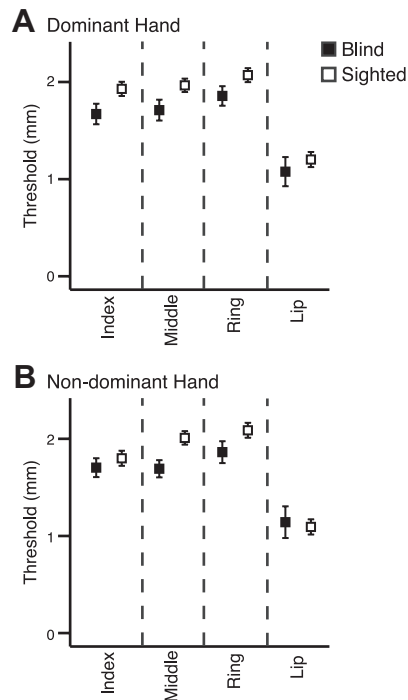 A Dominant Hand
Blind
Sighted
Threshold (mm)
2
1
0
Index
Middle
Ring
Lip
B Non-dominant Hand
Threshold (mm)
2
1
0
Index
Middle
Ring
Lip